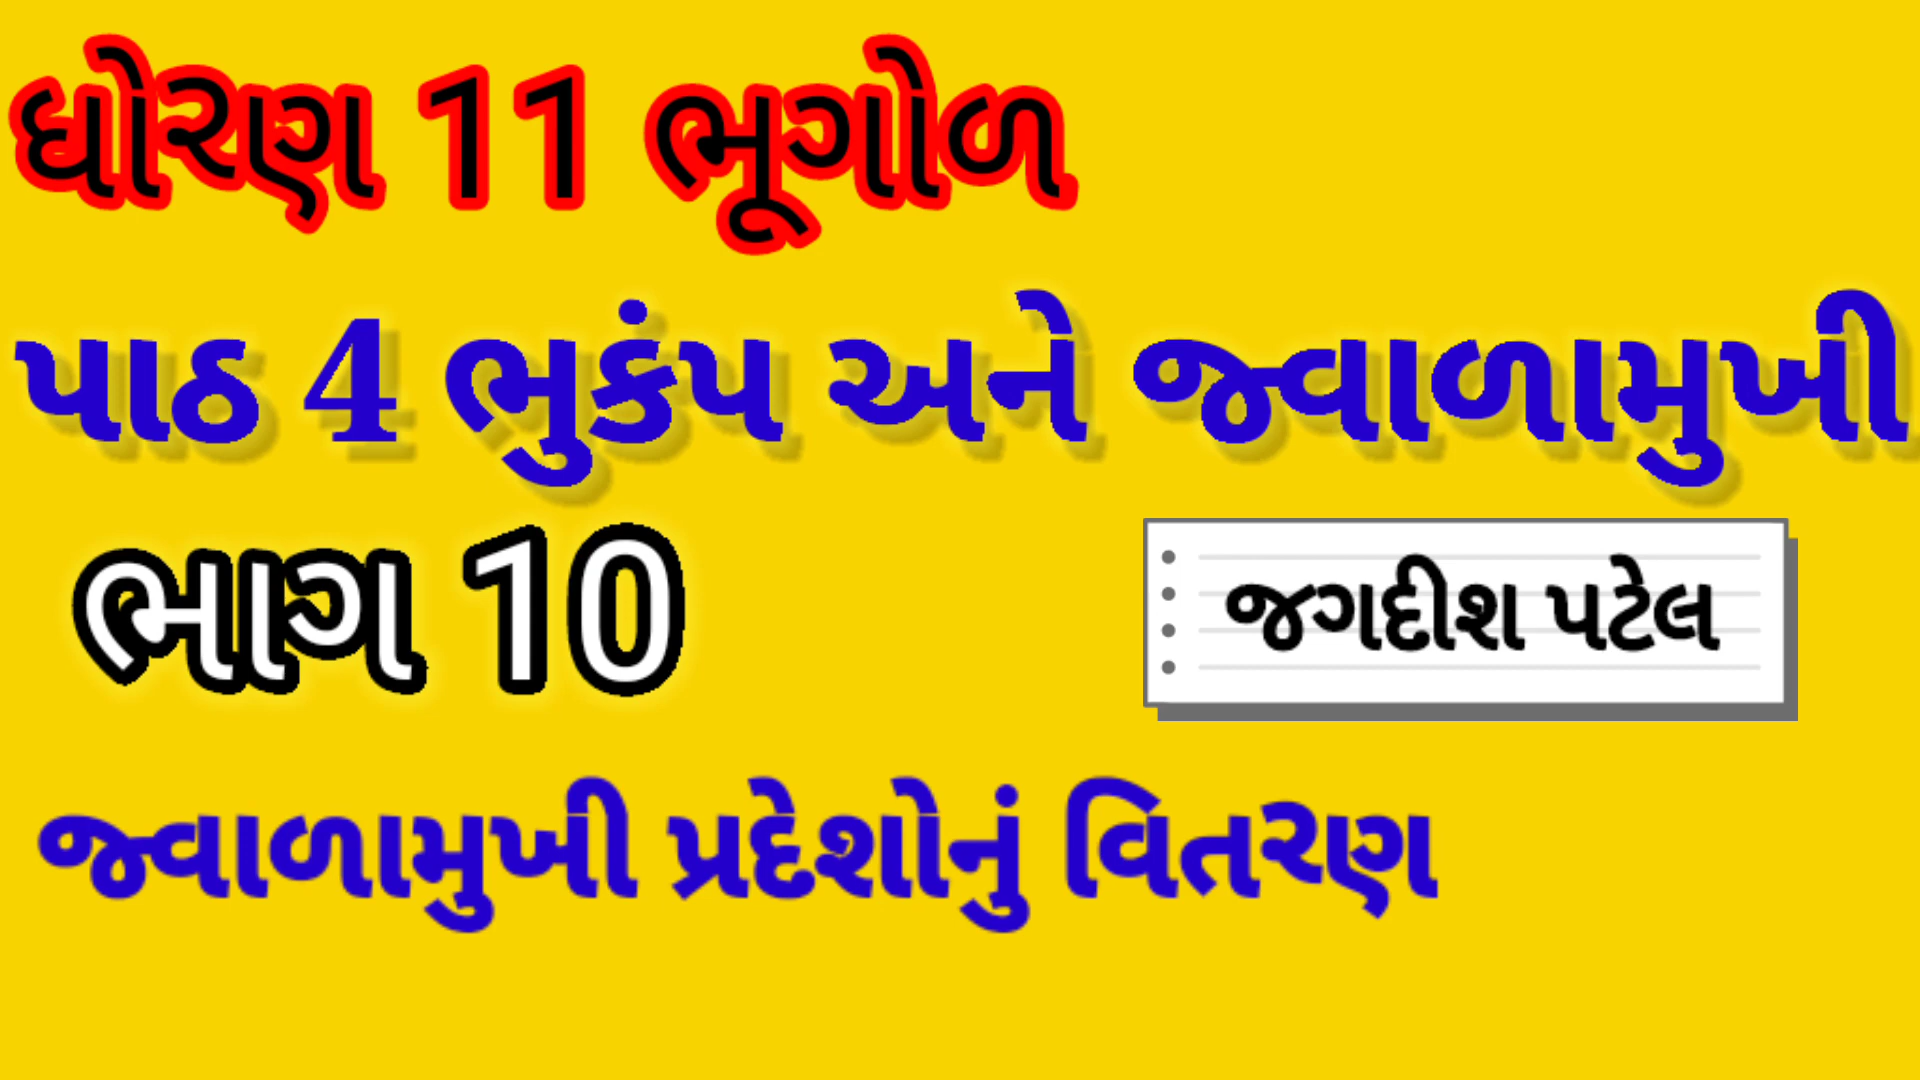 ધોરણ 11 ભૂગોળ
પાઠ 4 ભુકંપ અને જ્વાળામુખી
ભાગ 10
જગદીશ પટેલ
જ્વાળામુખી પ્રદેશોનું વિતરણ